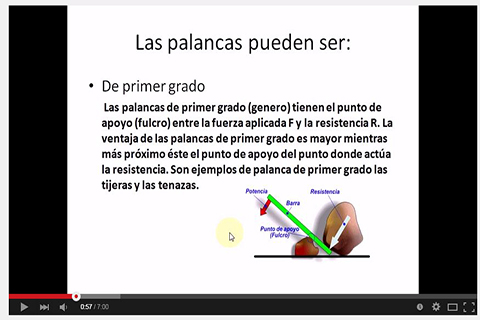 Las palancas pueden ser:
• De primer grado
Las palancas de primer grado (genero) tienen el punto de
apoyo (fulcro) entre la fuerza aplicada F y la resistencia R. La
ventaja de las palancas de primer grado es mayor mientras
más próximo éste el punto de apoyo del punto donde actúa
la resistencia. Son ejemplos de palanca de primer grado las
tijeras y las tenazas.
Potencia
Resistencia
Barra
Punto de apoyo
(Fulcro)
0:57 / 7:00